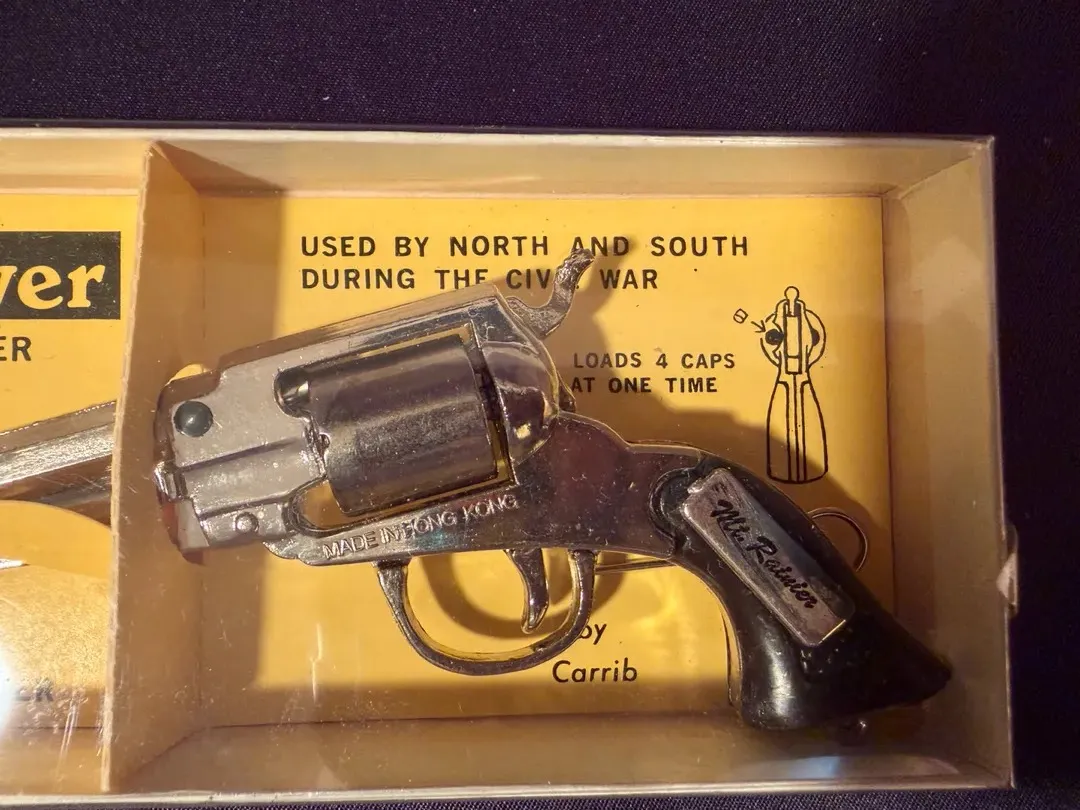 ver
ER
USED BY NORTH AND SOUTH
DURING THE CIVIL WAR
LOADS 4 CAPS
AT ONE TIME
MADE IN HONG KONG
Mt. Rainier
by
Carrib
ER